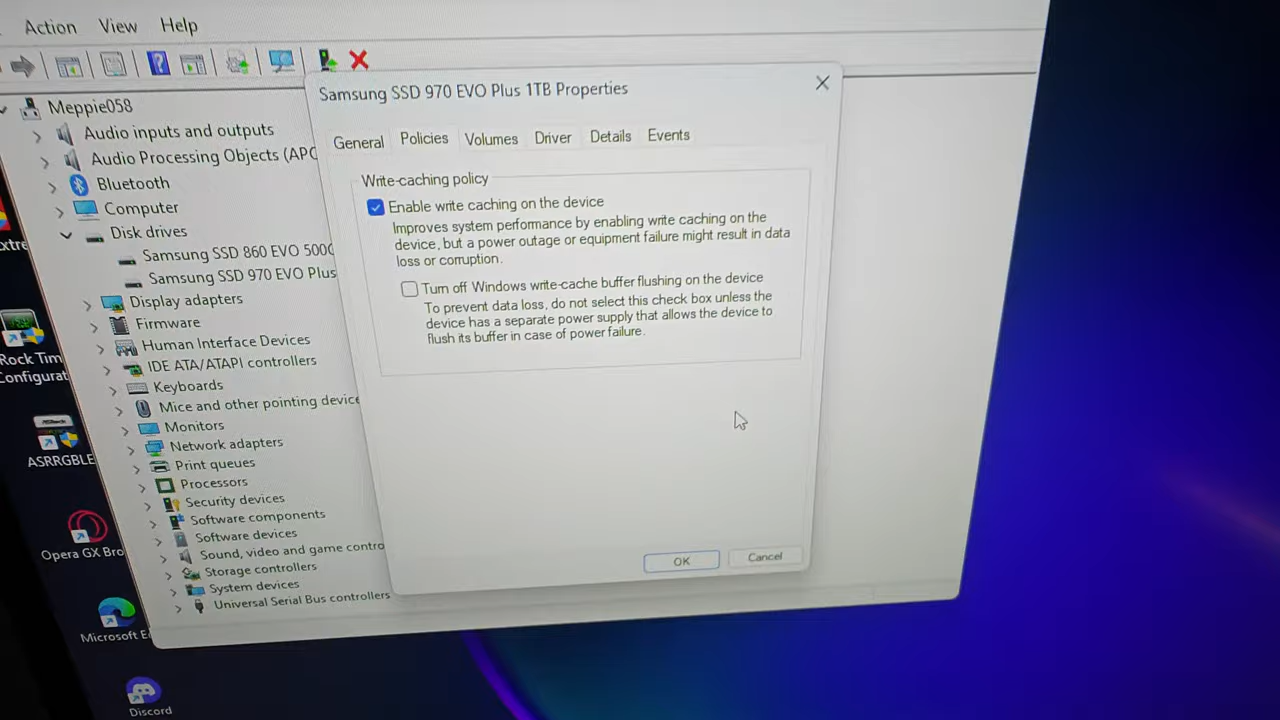 Action View Help
Samsung SSD 970 EVO Plus 1TB Properties
General Policies Volumes Driver Details Events
Write-caching policy
Enable write caching on the device
Improves system performance by enabling write caching on the
device, but a power outage or equipment failure might result in data
loss or corruption.
Turn off Windows write-cache buffer flushing on the device
To prevent data loss, do not select this check box unless the
device has a separate power supply that allows the device to
flush its buffer in case of power failure.
OK Cancel
Meppie058
Audio inputs and outputs
Audio Processing Objects (APO
Bluetooth
Computer
Disk drives
Samsung SSD 860 EVO 500G
Samsung SSD 970 EVO Plus
Display adapters
Firmware
Human Interface Devices
IDE ATA/ATAPI controllers
Keyboards
Mice and other pointing device
Monitors
Network adapters
Print queues
Processors
Security devices
Software components
Software devices
Sound, video and game contro
Storage controllers
System devices
Universal Serial Bus controllers
Rock Tim
Configurat
ASRRGBLE
Opera GX Bro
Microsoft E
Discord